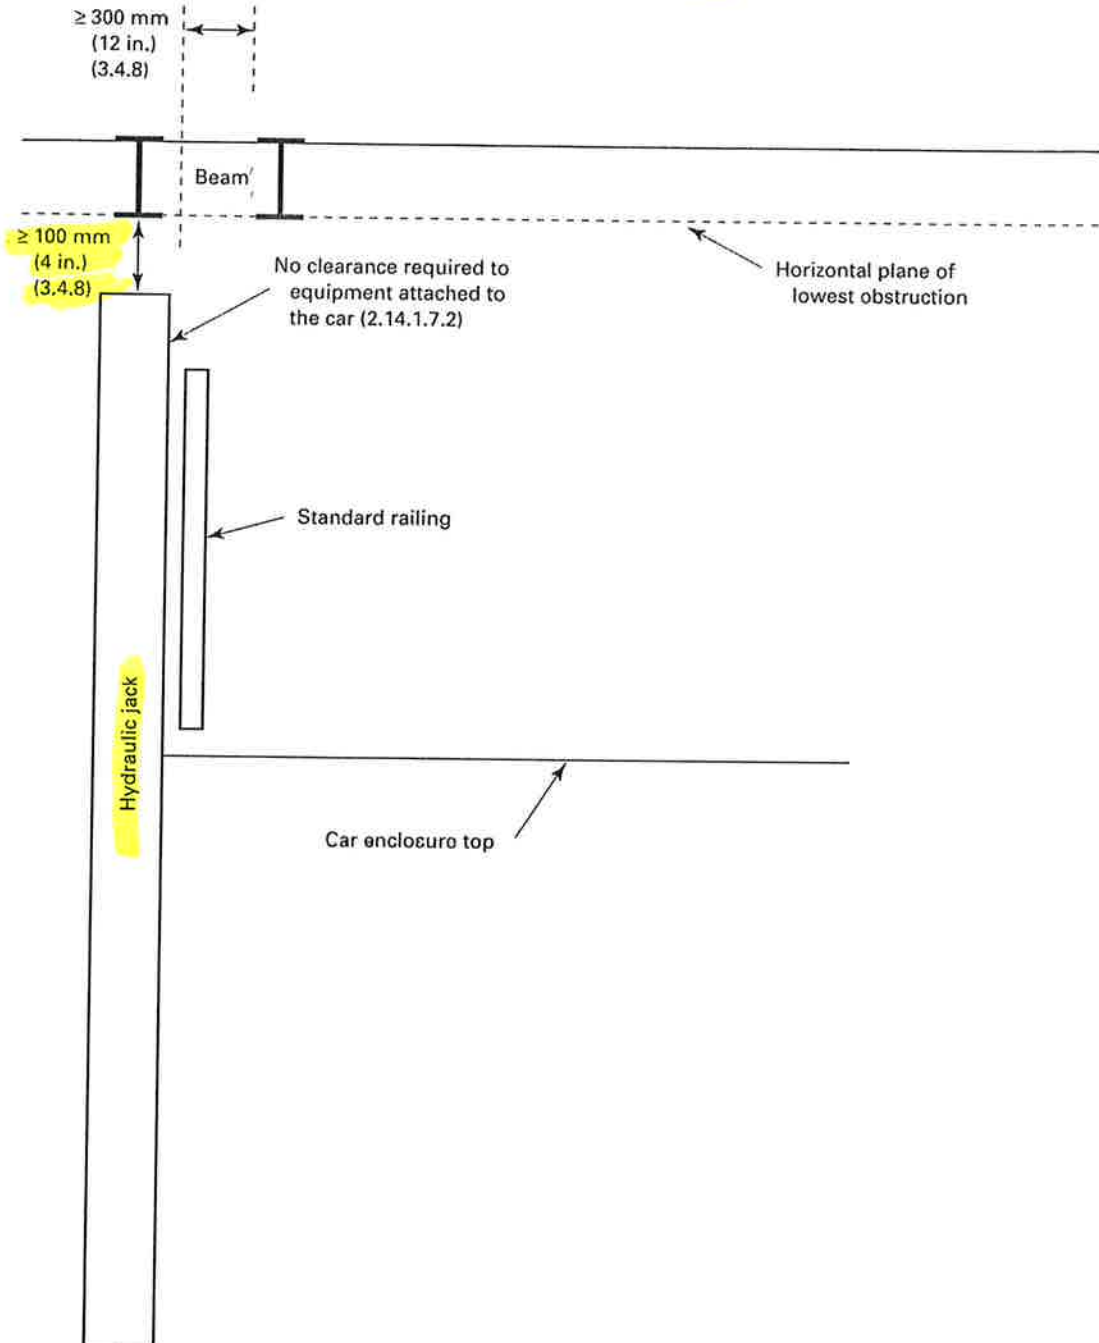 ≥ 300 mm
(12 in.)
(3.4.8)
Beam
≥ 100 mm
(4 in.)
(3.4.8)
No clearance required to
equipment attached to
the car (2.14.1.7.2)
Horizontal plane of
lowest obstruction
Standard railing
Hydraulic jack
Car enclosure top